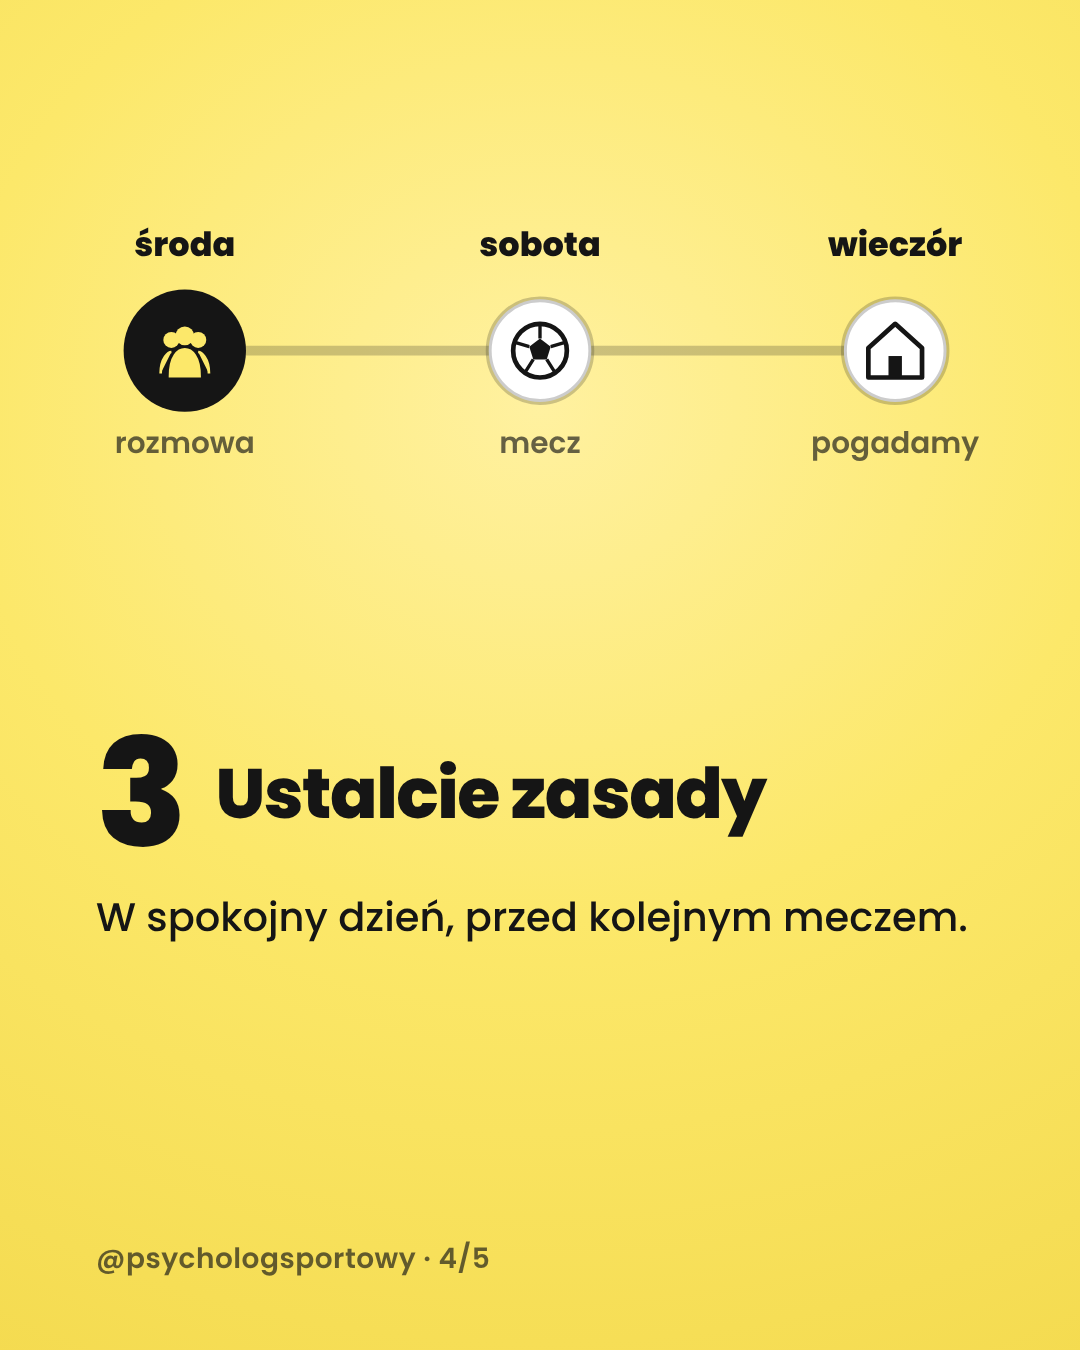 środa sobota wieczór
rozmowa mecz pogadamy
3 Ustalcie zasady
W spokojny dzień, przed kolejnym meczem.
@psychologsportowy · 4/5